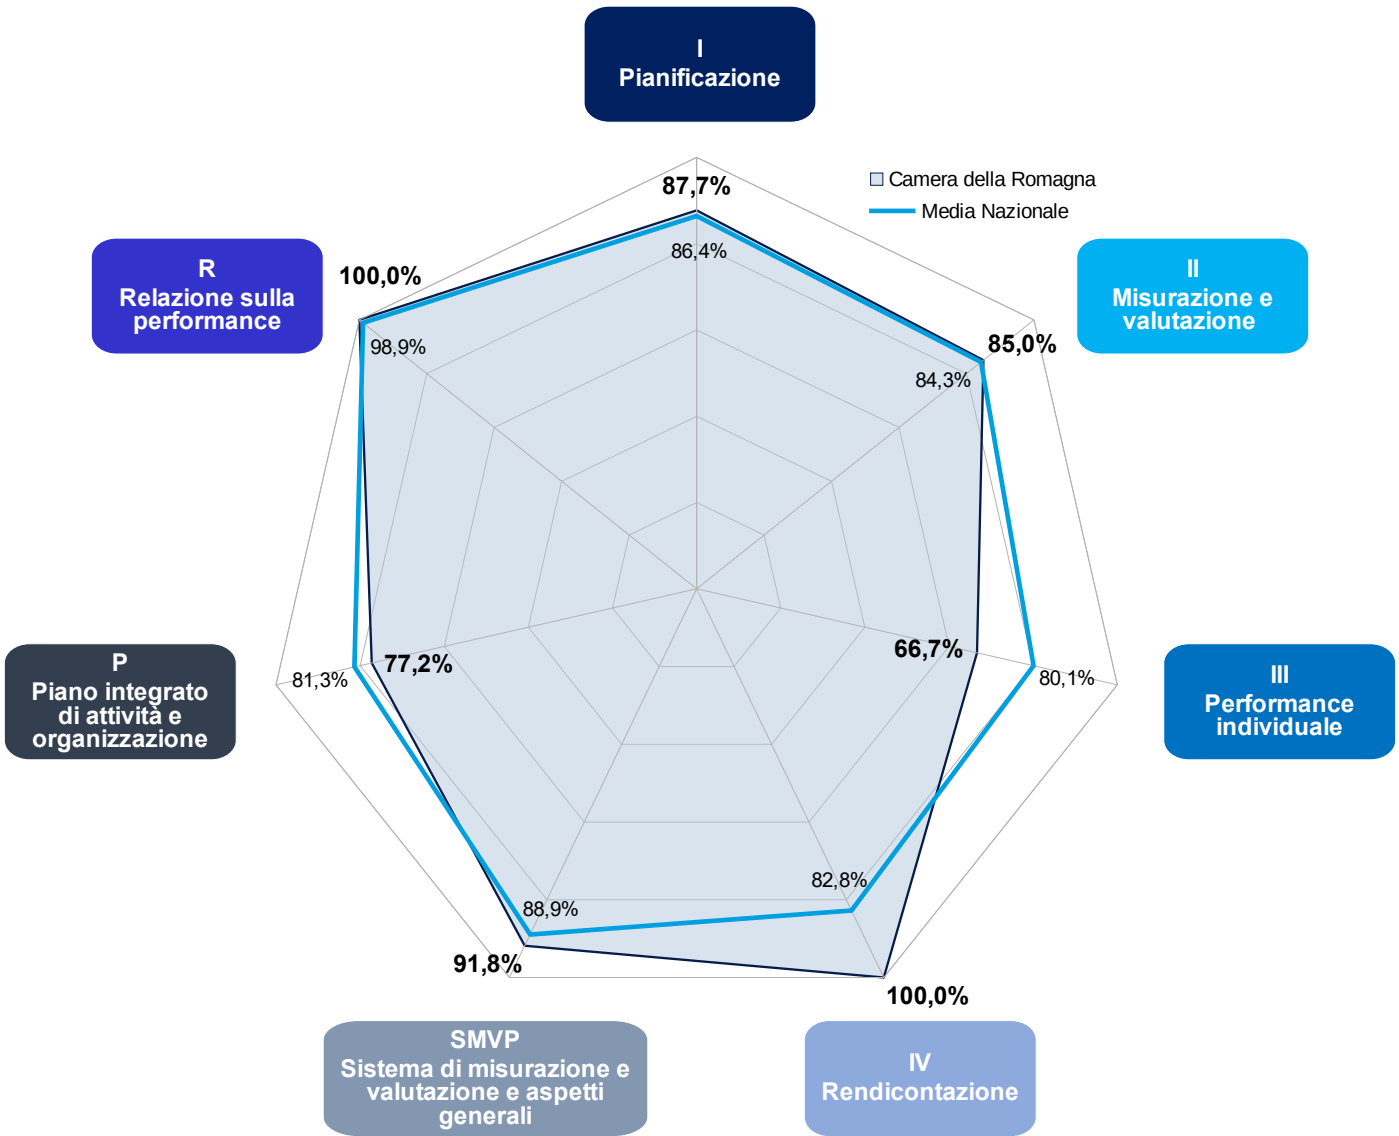 I
Pianificazione
Camera della Romagna
Media Nazionale
87,7%
86,4%
II
Misurazione e
valutazione
85,0%
84,3%
III
Performance
individuale
66,7%
80,1%
IV
Rendicontazione
82,8%
100,0%
SMVP
Sistema di misurazione e
valutazione e aspetti
generali
88,9%
91,8%
P
Piano integrato
di attività e
organizzazione
81,3%
77,2%
R
Relazione sulla
performance
100,0%
98,9%